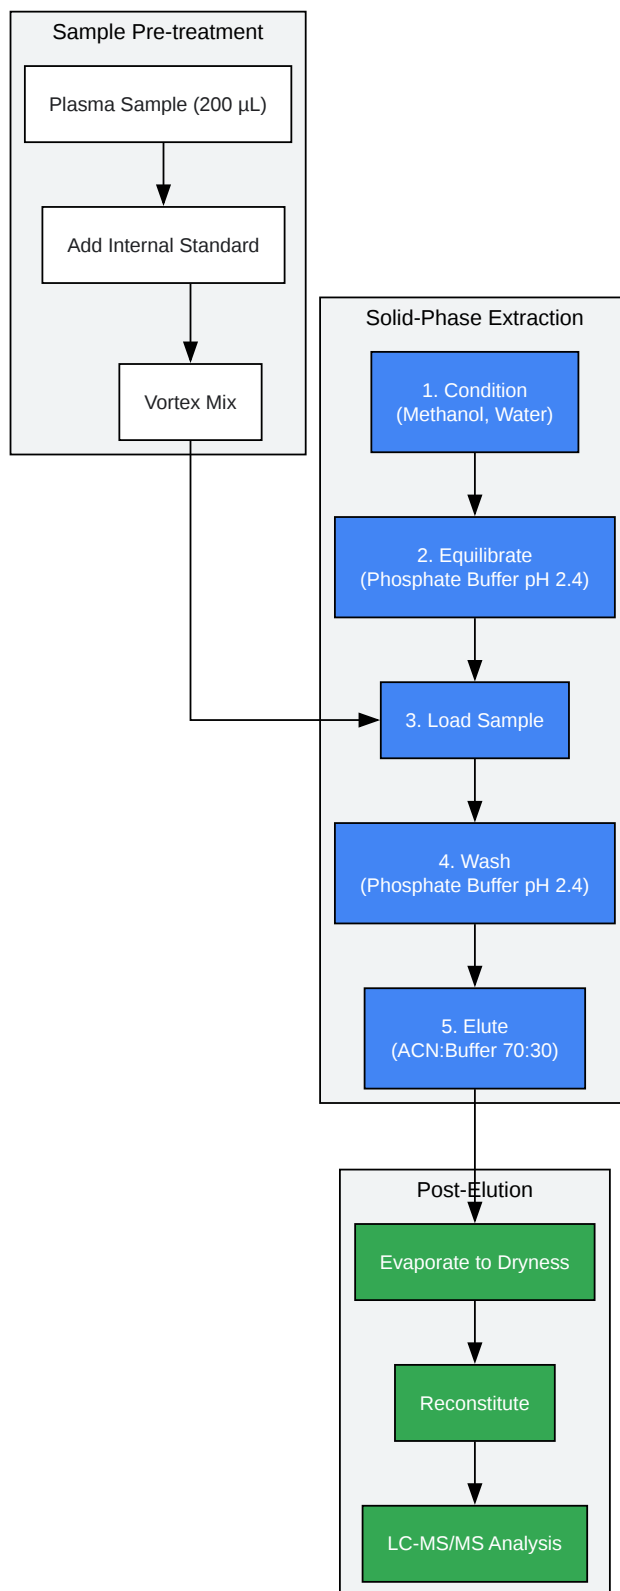 Sample Pre-treatment
Plasma Sample (200 µL)
Add Internal Standard
Vortex Mix
Solid-Phase Extraction
1. Condition
(Methanol, Water)
2. Equilibrate
(Phosphate Buffer pH 2.4)
3. Load Sample
4. Wash
(Phosphate Buffer pH 2.4)
5. Elute
(ACN:Buffer 70:30)
Post-Elution
Evaporate to Dryness
Reconstitute
LC-MS/MS Analysis